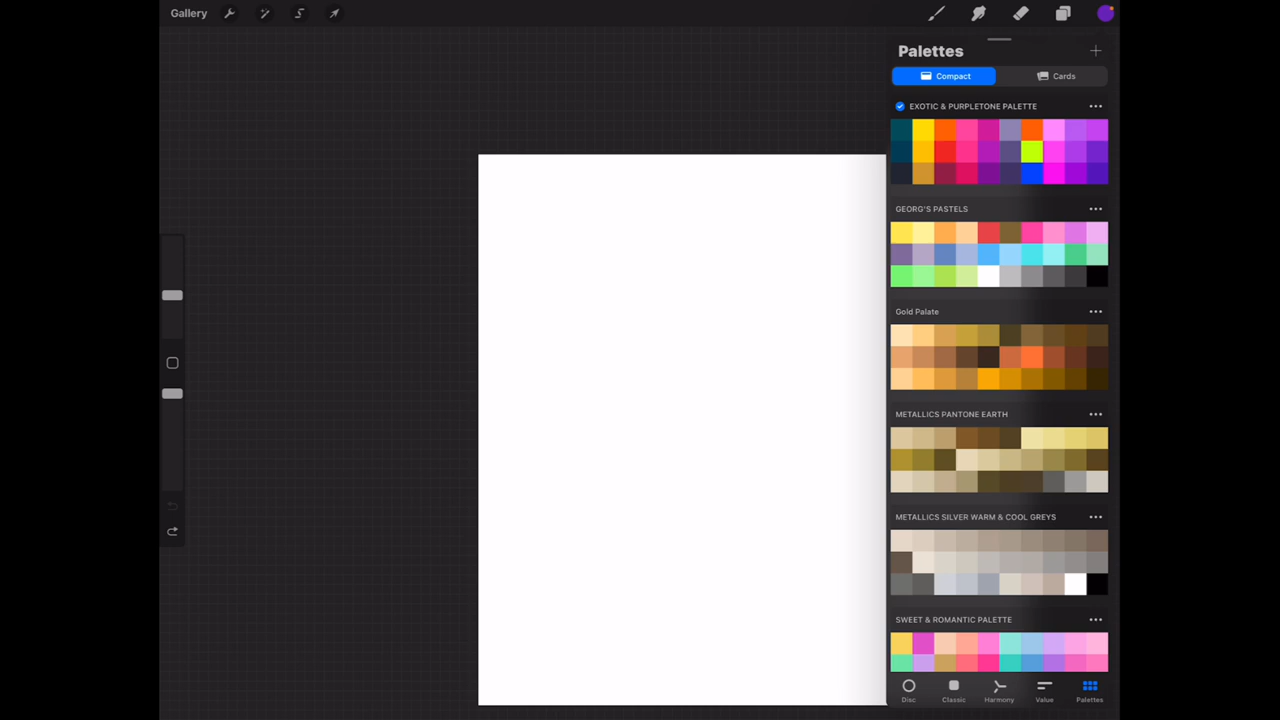 Gallery
Palettes
Compact
Cards
EXOTIC & PURPLETONE PALETTE
GEORG'S PASTELS
Gold Palate
METALLICS PANTONE EARTH
METALLICS SILVER WARM & COOL GREYS
SWEET & ROMANTIC PALETTE
Disc
Classic
Harmony
Value
Palettes